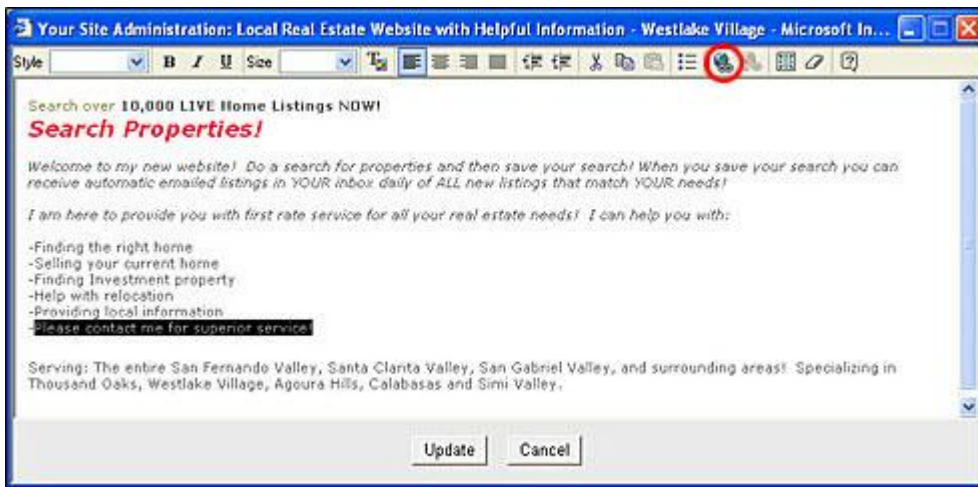 Your Site Administration: Local Real Estate Website with Helpful Information - Westlake Village - Microsoft In...
Style B I U Size
Search over 10,000 LIVE Home Listings NOW!
Search Properties!
Welcome to my new website! Do a search for properties and then save your search! When you save your search you can
receive automatic emailed listings in YOUR inbox daily of ALL new listings that match YOUR needs!
I am here to provide you with first rate service for all your real estate needs! I can help you with:
-Finding the right home
-Selling your current home
-Finding Investment property
-Help with relocation
-Providing local information
-Please contact me for superior service!
Serving: The entire San Fernando Valley, Santa Clarita Valley, San Gabriel Valley, and surrounding areas! Specializing in
Thousand Oaks, Westlake Village, Agoura Hills, Calabasas and Simi Valley.
Update Cancel